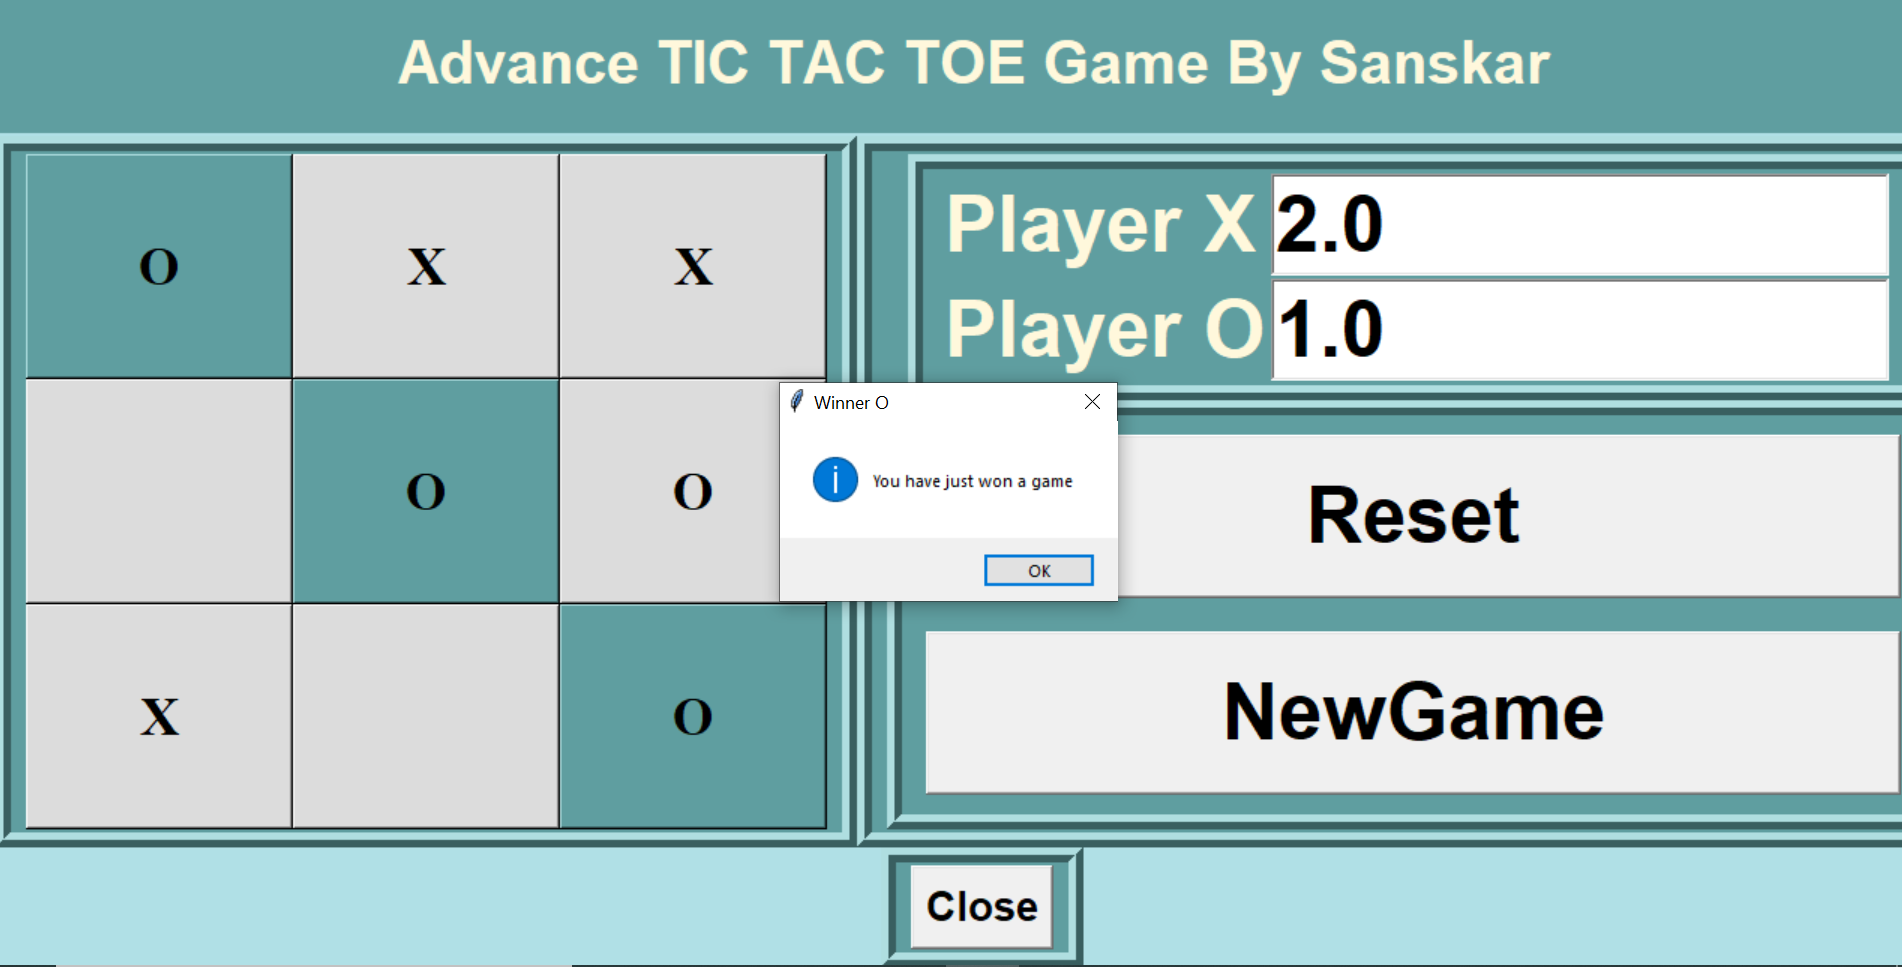 Advance TIC TAC TOE Game By Sanskar
O X X
O O
X O
Player X 2.0
Player O 1.0
Winner O
You have just won a game
OK
Reset
NewGame
Close